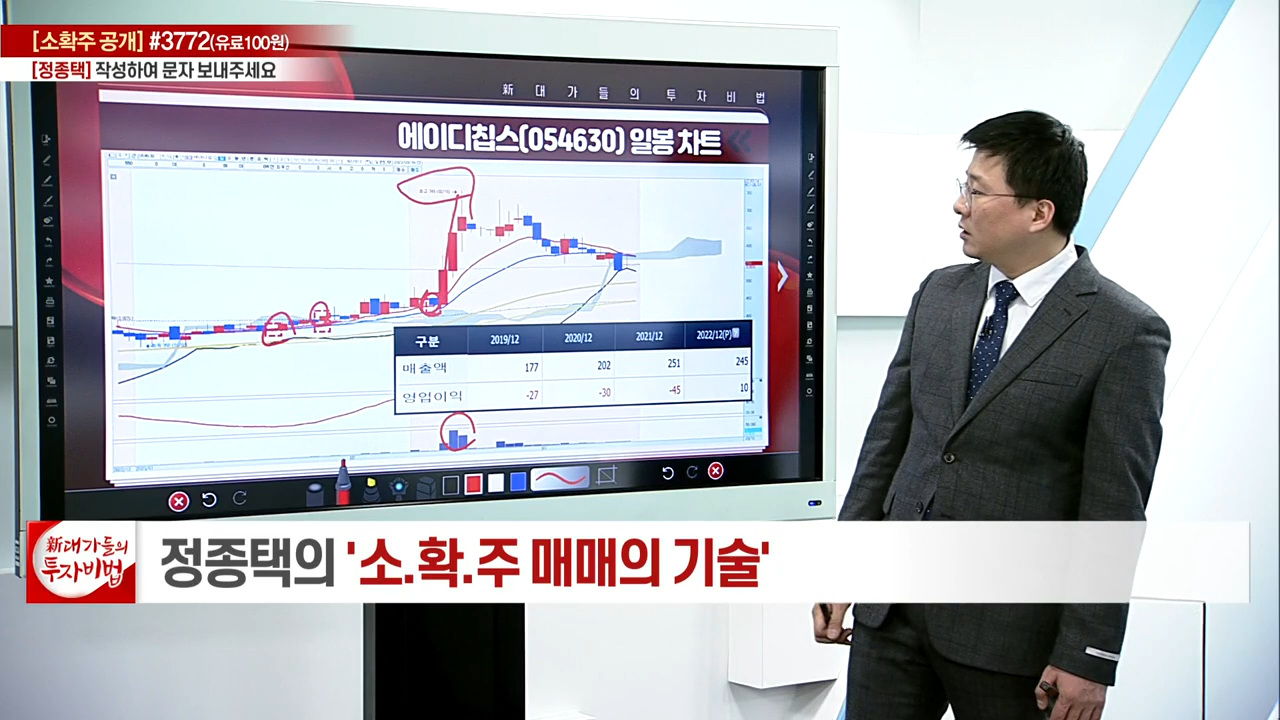 [소확주 공개] #3772(유료100원)
[정종택] 작성하여 문자 보내주세요
新 대 가 들 의 투 자 비 법
에이디칩스(054630) 일봉 차트
구분 2019/12 2020/12 2021/12 2022/12(P)
매출액 177 202 251 245
영업이익 -27 -30 -45 10
新대가들의
투자비법
정종택의 '소.확.주 매매의 기술'